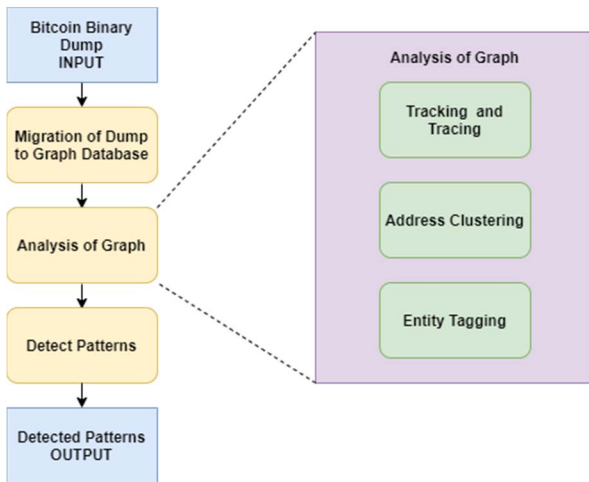 Bitcoin Binary
Dump
INPUT
Migration of Dump
to Graph Database
Analysis of Graph
Detect Patterns
Detected Patterns
OUTPUT
Analysis of Graph
Tracking and
Tracing
Address Clustering
Entity Tagging